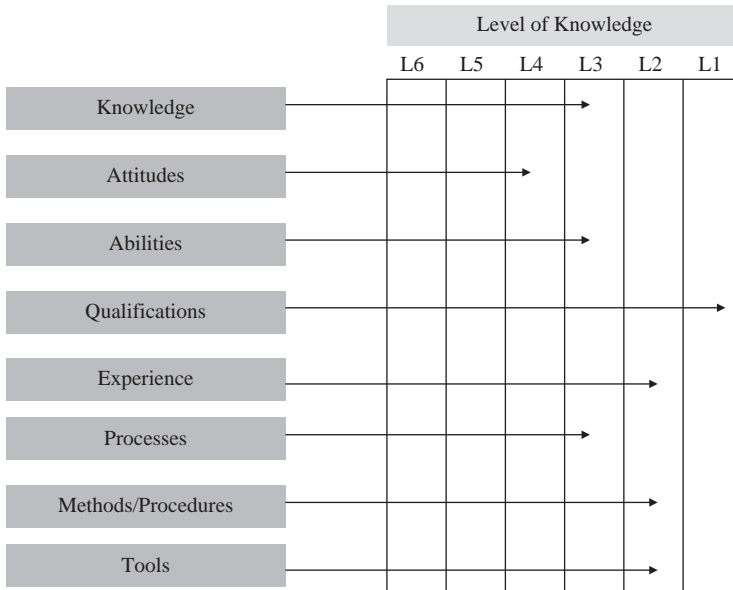 Level of Knowledge
L6 L5 L4 L3 L2 L1
Knowledge
Attitudes
Abilities
Qualifications
Experience
Processes
Methods/Procedures
Tools